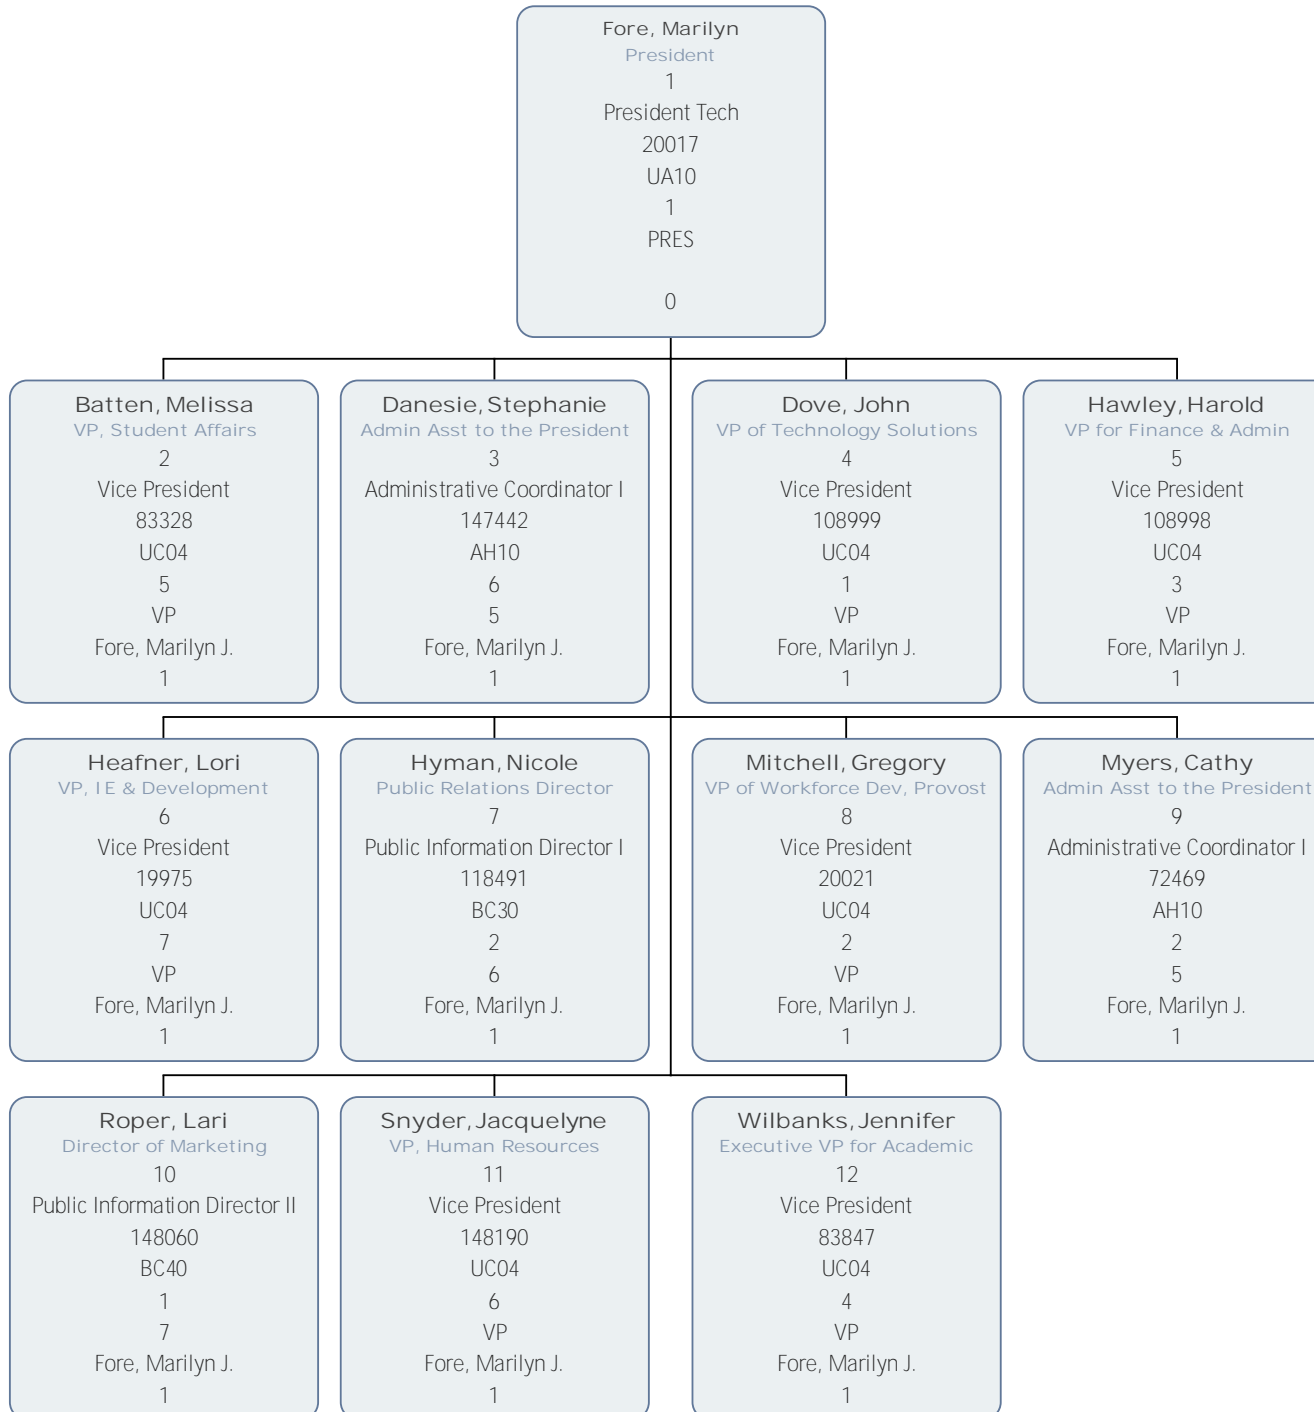 Fore, Marilyn
President
1
President Tech
20017
UA10
1
PRES
0
Batten, Melissa
VP, Student Affairs
2
Vice President
83328
UC04
5
VP
Fore, Marilyn J.
1
Danesie, Stephanie
Admin Asst to the President
3
Administrative Coordinator I
147442
AH10
6
5
Fore, Marilyn J.
1
Dove, John
VP of Technology Solutions
4
Vice President
108999
UC04
1
VP
Fore, Marilyn J.
1
Hawley, Harold
VP for Finance & Admin
5
Vice President
108998
UC04
3
VP
Fore, Marilyn J.
1
Heafner, Lori
VP, IE & Development
6
Vice President
19975
UC04
7
VP
Fore, Marilyn J.
1
Hyman, Nicole
Public Relations Director
7
Public Information Director I
118491
BC30
2
6
Fore, Marilyn J.
1
Mitchell, Gregory
VP of Workforce Dev, Provost
8
Vice President
20021
UC04
2
VP
Fore, Marilyn J.
1
Myers, Cathy
Admin Asst to the President
9
Administrative Coordinator I
72469
AH10
2
5
Fore, Marilyn J.
1
Roper, Lari
Director of Marketing
10
Public Information Director II
148060
BC40
1
7
Fore, Marilyn J.
1
Snyder, Jacquelyne
VP, Human Resources
11
Vice President
148190
UC04
6
VP
Fore, Marilyn J.
1
Wilbanks, Jennifer
Executive VP for Academic
12
Vice President
83847
UC04
4
VP
Fore, Marilyn J.
1